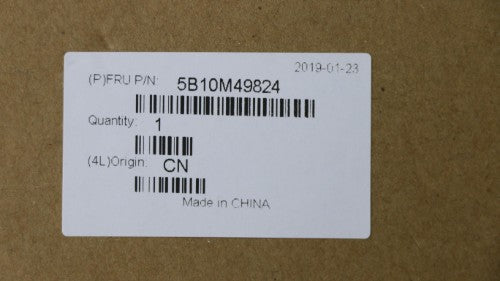 2019-01-23
(P)FRU P/N: 5B10M49824
Quantity: 1
(4L)Origin: CN
Made in CHINA